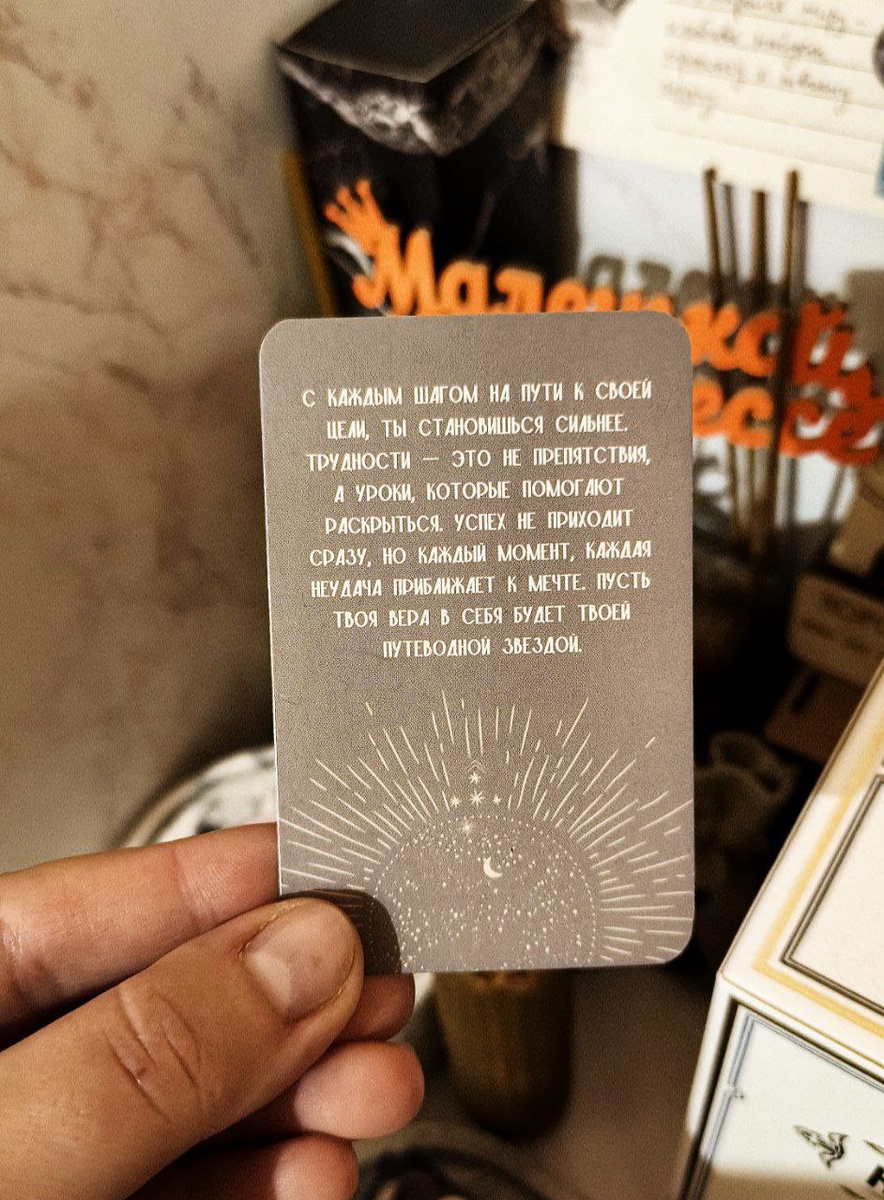 Маленькой
С КАЖДЫМ ШАГОМ НА ПУТИ К СВОЕЙ
ЦЕЛИ, ТЫ СТАНОВИШЬСЯ СИЛЬНЕЕ.
ТРУДНОСТИ — ЭТО НЕ ПРЕПЯТСТВИЯ,
А УРОКИ, КОТОРЫЕ ПОМОГАЮТ
РАСКРЫТЬСЯ. УСПЕХ НЕ ПРИХОДИТ
СРАЗУ, НО КАЖДЫЙ МОМЕНТ, КАЖДАЯ
НЕУДАЧА ПРИБЛИЖАЕТ К МЕЧТЕ. ПУСТЬ
ТВОЯ ВЕРА В СЕБЯ БУДЕТ ТВОЕЙ
ПУТЕВОДНОЙ ЗВЕЗДОЙ.